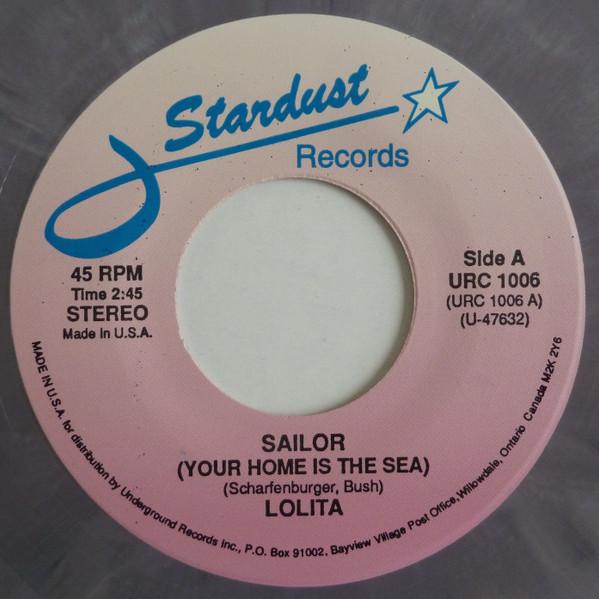 Stardust
Records
45 RPM
Time 2:45
STEREO
Made In U.S.A.
Side A
URC 1006
(URC 1006 A)
(U-47632)
SAILOR
(YOUR HOME IS THE SEA)
(Scharfenburger, Bush)
LOLITA
MADE IN U.S.A. for distribution by Underground Records Inc., P.O. Box 91002, Bayview Village Post Office, Willowdale, Ontario Canada M2K 2Y6